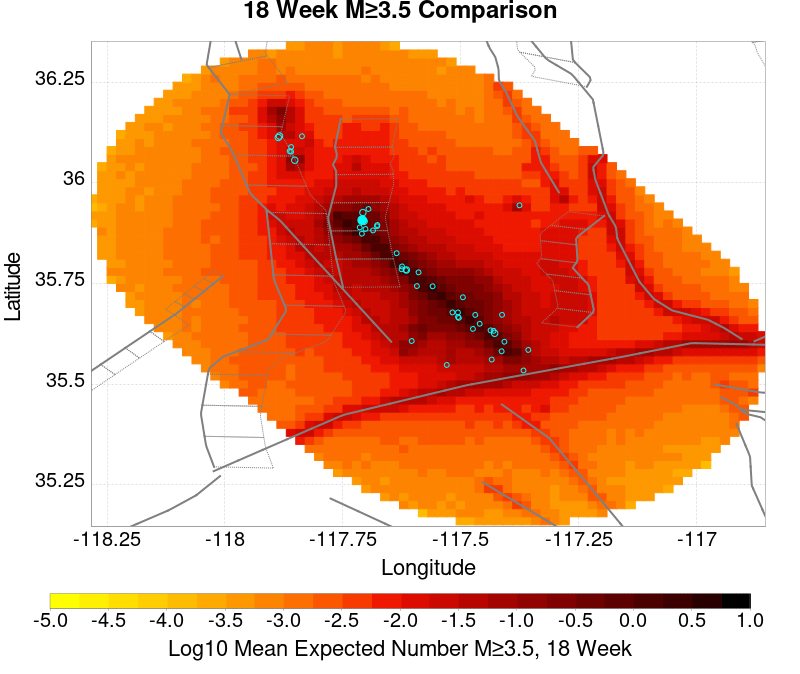 18 Week M≥3.5 Comparison
36.25
36
35.75
35.5
35.25
Latitude
-118.25 -118 -117.75 -117.5 -117.25 -117
Longitude
-5.0 -4.5 -4.0 -3.5 -3.0 -2.5 -2.0 -1.5 -1.0 -0.5 0.0 0.5 1.0
Log10 Mean Expected Number M≥3.5, 18 Week